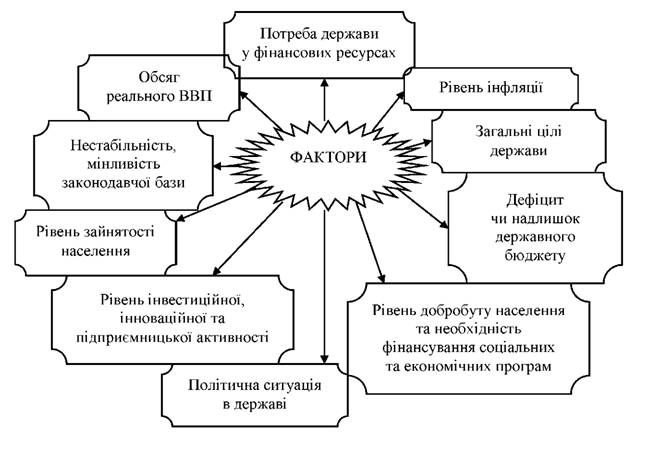 Потреба держави
у фінансових ресурсах
Обсяг
реального ВВП
Рівень інфляції
Нестабільність,
мінливість
законодавчої бази
ФАКТОРИ
Загальні цілі
держави
Рівень зайнятості
населення
Дефіцит
чи надлишок
державного
бюджету
Рівень інвестиційної,
інноваційної та
підприємницької активності
Рівень добробуту населення
та необхідність
фінансування соціальних
та економічних програм
Політична ситуація
в державі